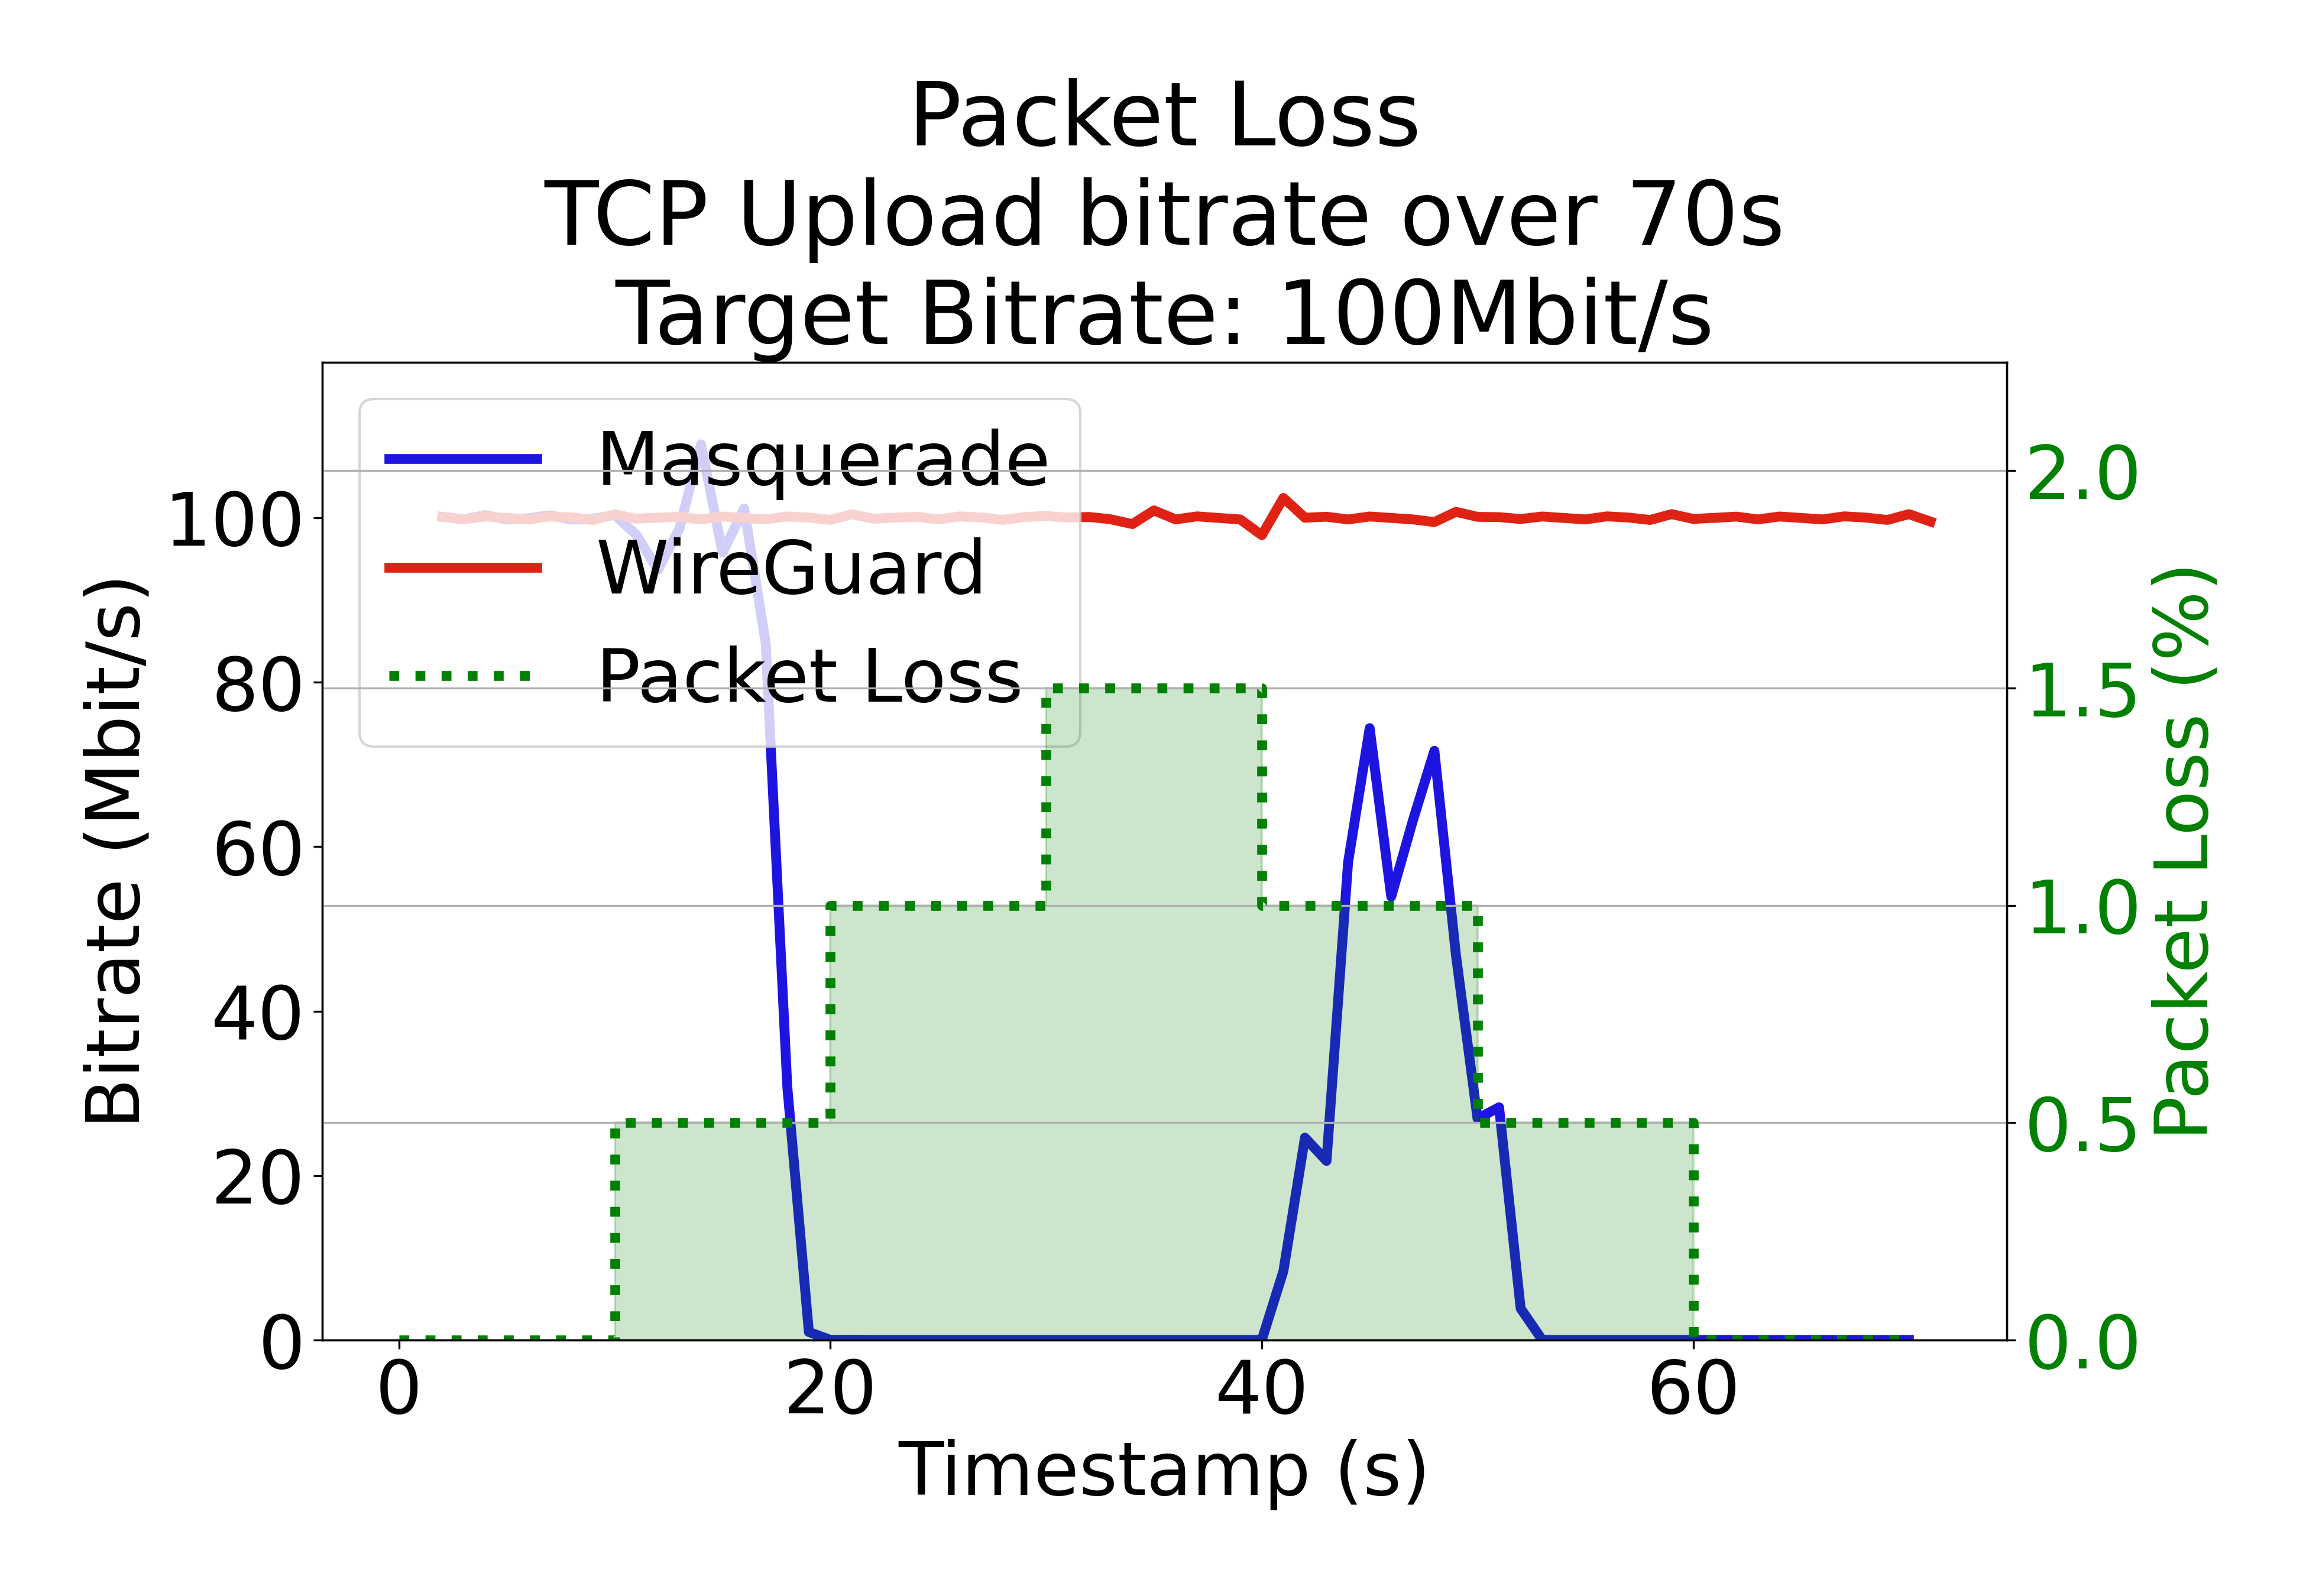 Packet Loss
TCP Upload bitrate over 70s
Target Bitrate: 100Mbit/s
Masquerade
WireGuard
Packet Loss
100
80
60
40
20
0
Bitrate (Mbit/s)
2.0
1.5
1.0
0.5
0.0
Packet Loss (%)
0 20 40 60
Timestamp (s)